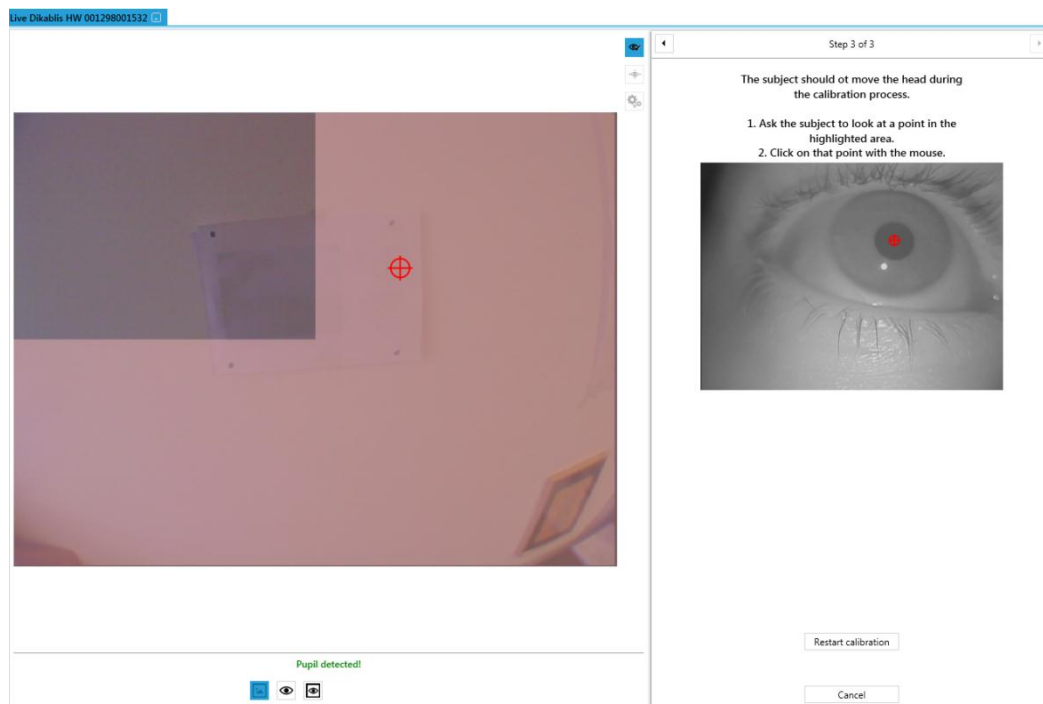 Live Dikablis HW 001298001532
Step 3 of 3
The subject should ot move the head during
the calibration process.
1. Ask the subject to look at a point in the
highlighted area.
2. Click on that point with the mouse.
Restart calibration
Pupil detected!
Cancel